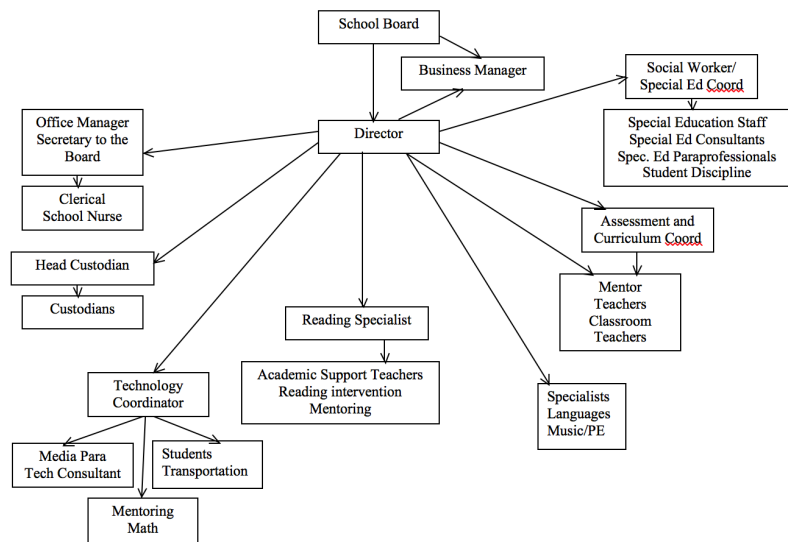 School Board
Business Manager
Social Worker/
Special Ed Coord
Office Manager
Secretary to the
Board
Director
Special Education Staff
Special Ed Consultants
Spec. Ed Paraprofessionals
Student Discipline
Clerical
School Nurse
Assessment and
Curriculum Coord
Head Custodian
Mentor
Teachers
Classroom
Teachers
Custodians
Reading Specialist
Academic Support Teachers
Reading intervention
Mentoring
Technology
Coordinator
Specialists
Languages
Music/PE
Media Para
Tech Consultant
Students
Transportation
Mentoring
Math